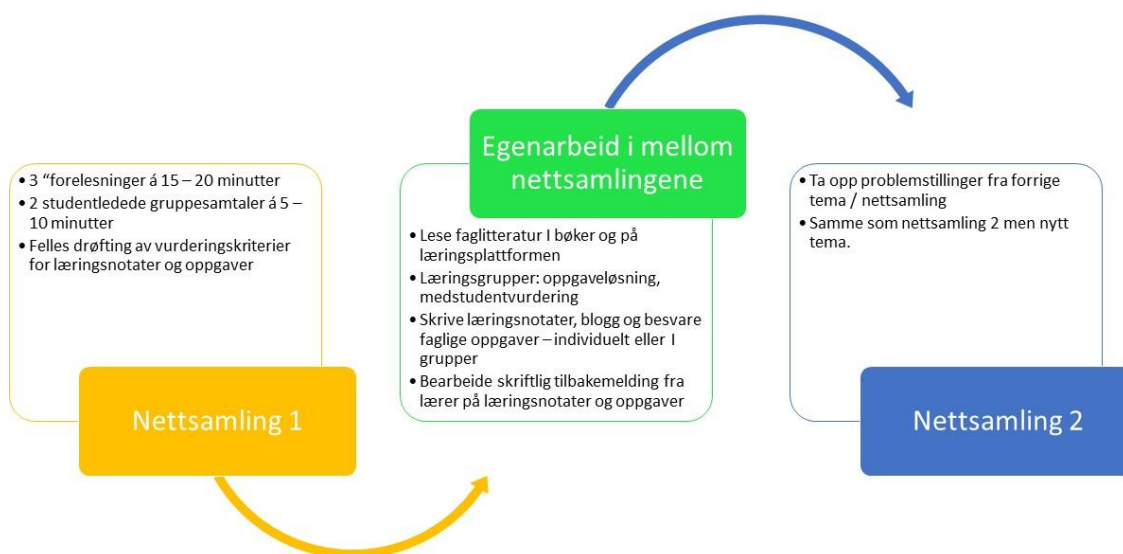 • 3 “forelesninger á 15 – 20 minutter
• 2 studentledede gruppesamtaler á 5 –
10 minutter
• Felles drøfting av vurderingskriterier
for læringsnotater og oppgaver
Nettsamling 1
Egenarbeid i mellom
nettsamlingene
• Lese faglitteratur I bøker og på
læringsplattformen
• Læringsgrupper: oppgaveløsning,
medstudentvurdering
• Skrive læringsnotater, blogg og besvare
faglige oppgaver – individuelt eller I
grupper
• Bearbeide skriftlig tilbakemelding fra
lærer på læringsnotater og oppgaver
• Ta opp problemstillinger fra forrige
tema / nettsamling
• Samme som nettsamling 2 men nytt
tema.
Nettsamling 2